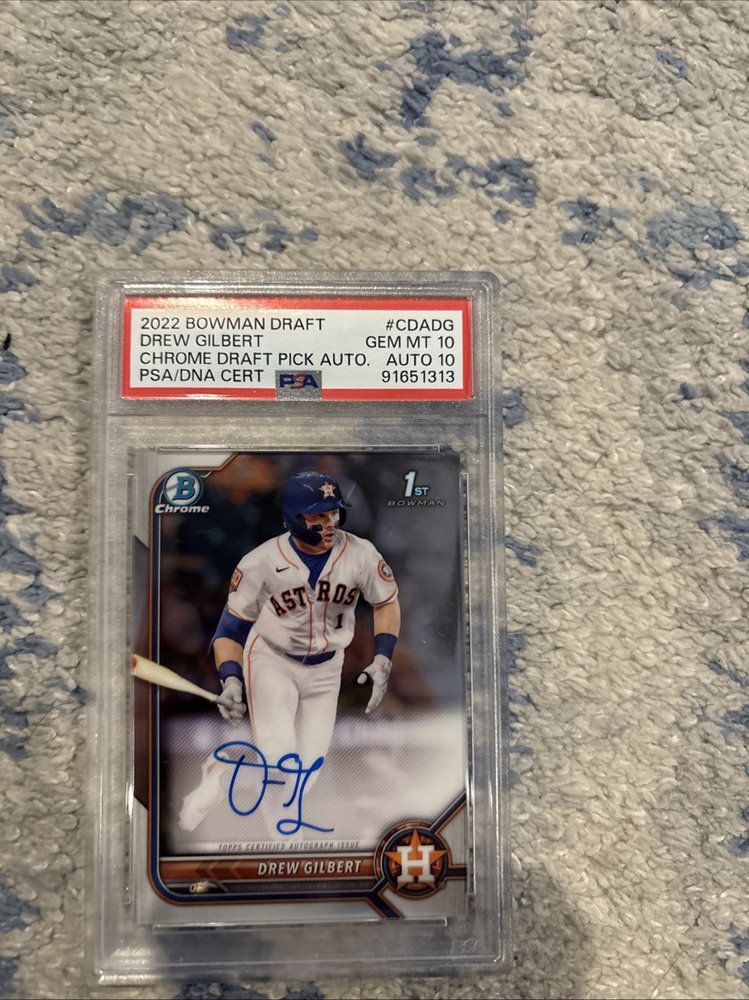 2022 BOWMAN DRAFT #CDADG
DREW GILBERT GEM MT 10
CHROME DRAFT PICK AUTO. AUTO 10
PSA/DNA CERT PSA 91651313
B
Chrome
1ST
BOWMAN
ASTROS
1
TOPPS CERTIFIED AUTOGRAPH ISSUE
DREW GILBERT
H
OF